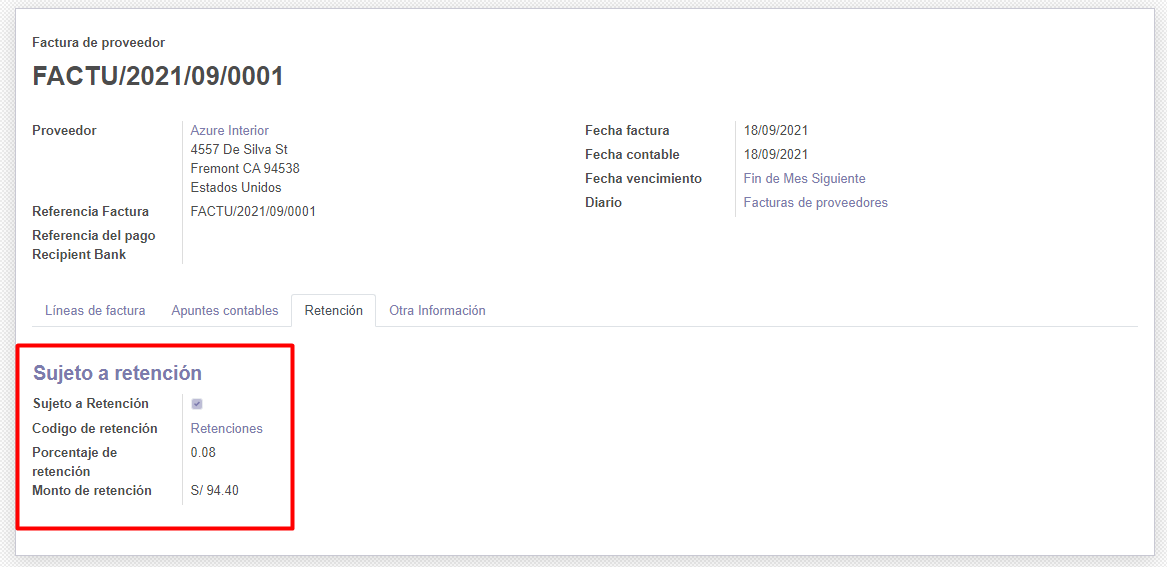 Factura de proveedor
FACTU/2021/09/0001
Proveedor
Azure Interior
4557 De Silva St
Fremont CA 94538
Estados Unidos
Referencia Factura
FACTU/2021/09/0001
Referencia del pago
Recipient Bank
Fecha factura
18/09/2021
Fecha contable
18/09/2021
Fecha vencimiento
Fin de Mes Siguiente
Diario
Facturas de proveedores
Líneas de factura
Apuntes contables
Retención
Otra Información
Sujeto a retención
Sujeto a Retención
Codigo de retención
Retenciones
Porcentaje de
retención
0.08
Monto de retención
S/ 94.40